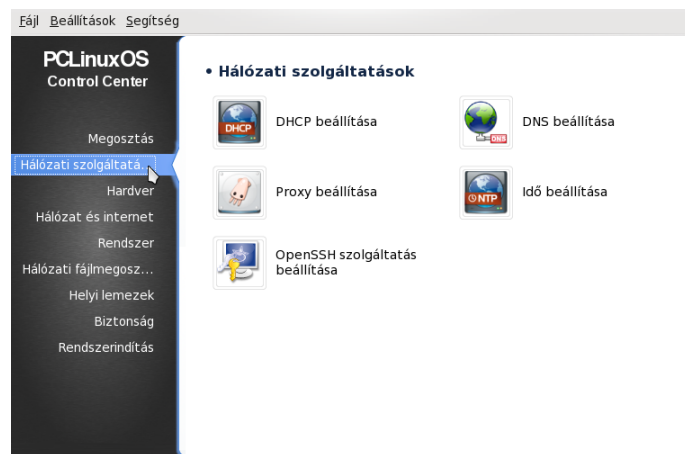 Fájl Beállítások Segítség
PCLinuxOS
Control Center
Megosztás
Hálózati szolgáltatá...
Hardver
Hálózat és internet
Rendszer
Hálózati fájlmegosz...
Helyi lemezek
Biztonság
Rendszerindítás
• Hálózati szolgáltatások
DHCP
DHCP beállítása
DNS
DNS beállítása
Proxy beállítása
NTP
Idő beállítása
OpenSSH szolgáltatás
beállítása